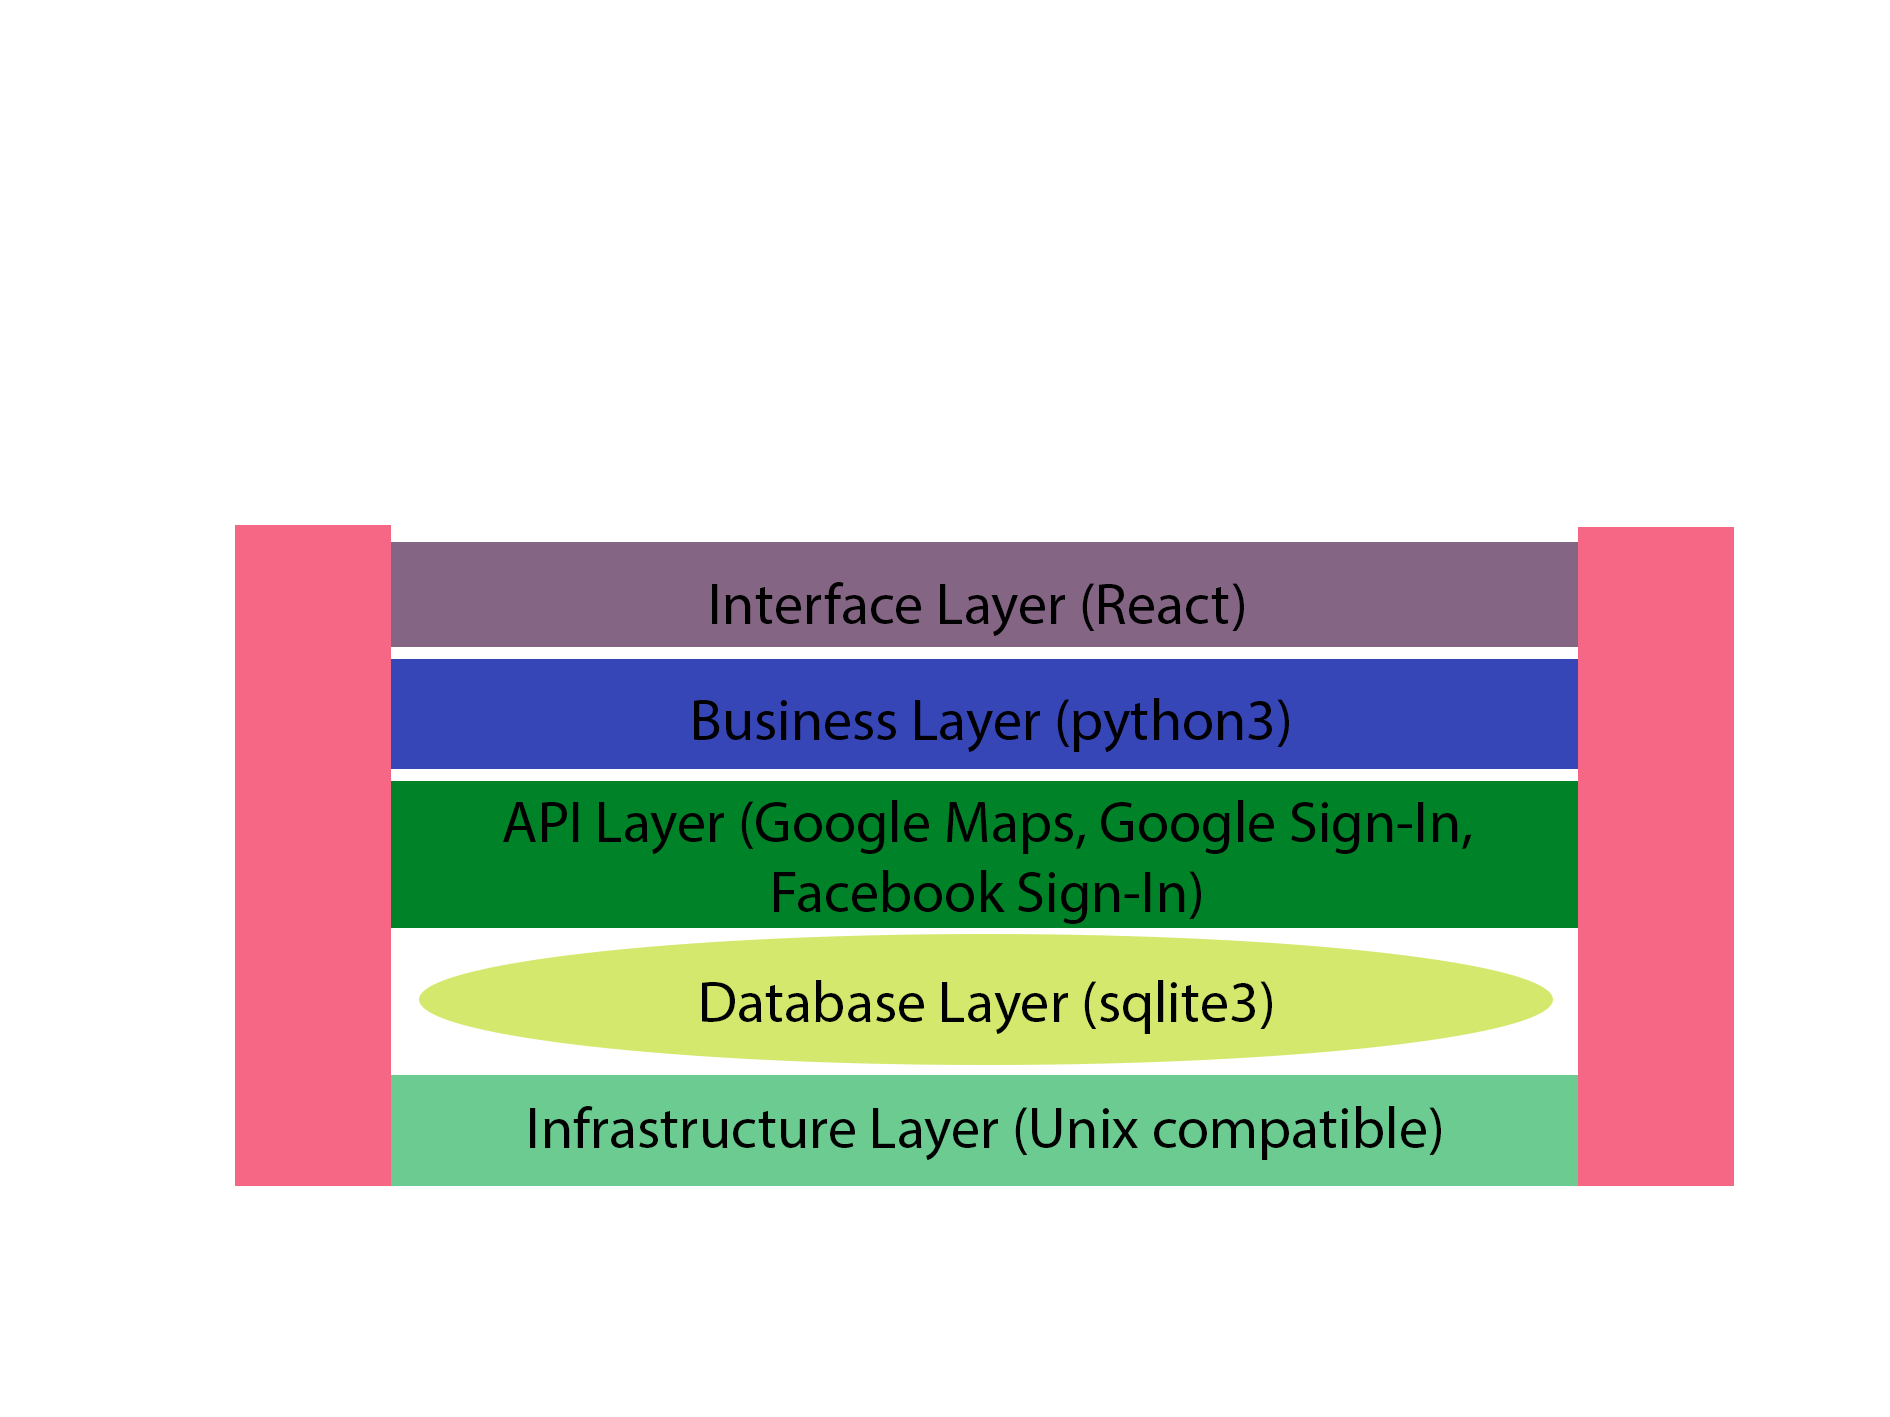 Interface Layer (React)
Business Layer (python3)
API Layer (Google Maps, Google Sign-In,
Facebook Sign-In)
Database Layer (sqlite3)
Infrastructure Layer (Unix compatible)